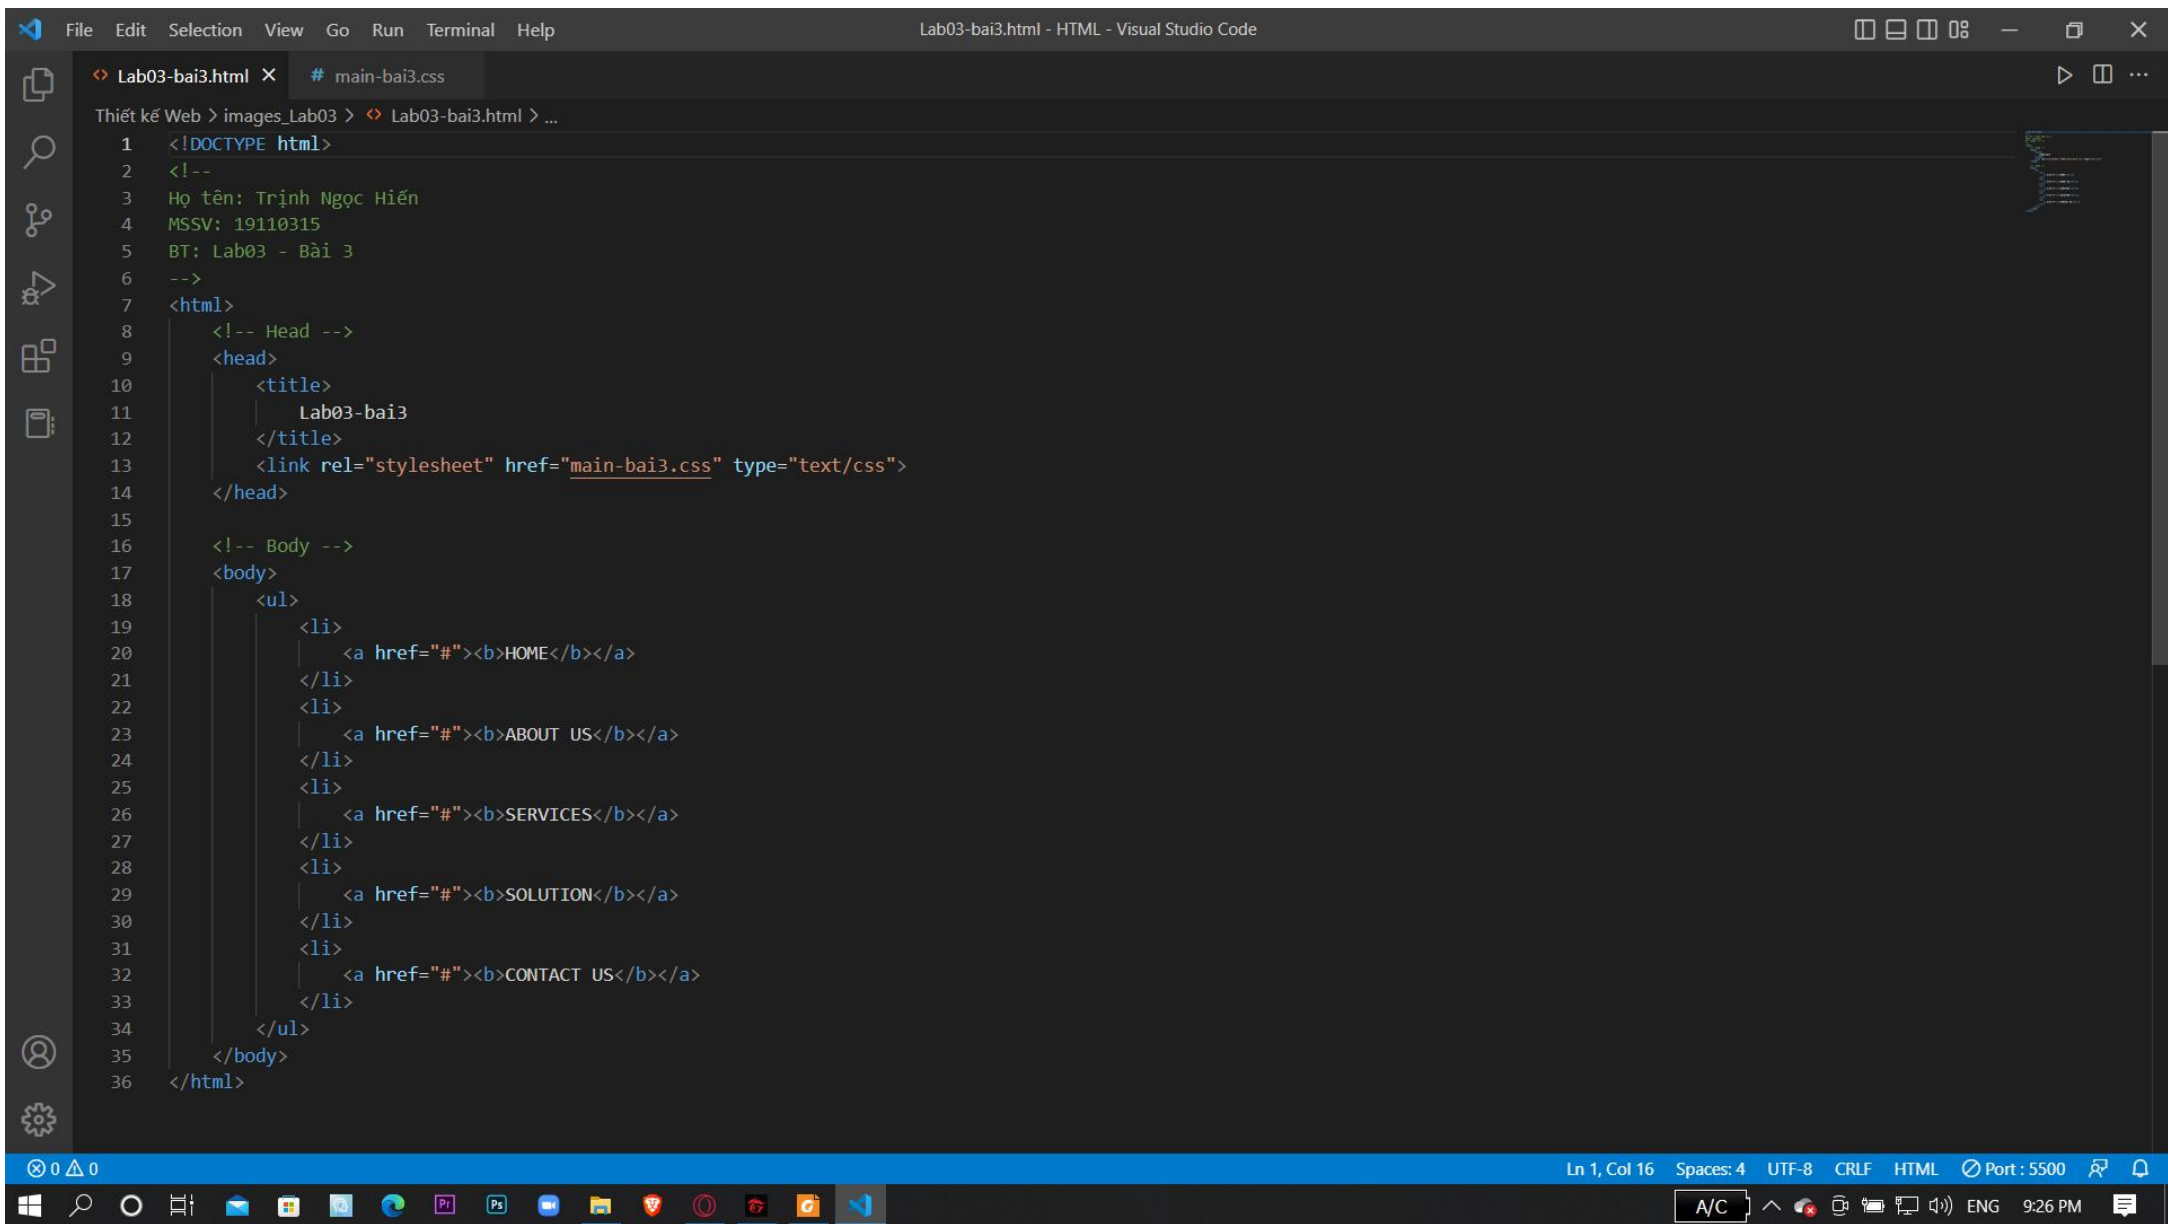 File Edit Selection View Go Run Terminal Help
Lab03-bai3.html - HTML - Visual Studio Code
Lab03-bai3.html
# main-bai3.css
Thiết kế Web > images_Lab03 > <> Lab03-bai3.html > ...
1 <!DOCTYPE html>
2 <!--
3 Họ tên: Trịnh Ngọc Hiến
4 MSSV: 19110315
5 BT: Lab03 - Bài 3
6 -->
7 <html>
8 <!-- Head -->
9 <head>
10 <title>
11 Lab03-bai3
12 </title>
13 <link rel="stylesheet" href="main-bai3.css" type="text/css">
14 </head>
15
16 <!-- Body -->
17 <body>
18 <ul>
19 <li>
20 <a href="#"><b>HOME</b></a>
21 </li>
22 <li>
23 <a href="#"><b>ABOUT US</b></a>
24 </li>
25 <li>
26 <a href="#"><b>SERVICES</b></a>
27 </li>
28 <li>
29 <a href="#"><b>SOLUTION</b></a>
30 </li>
31 <li>
32 <a href="#"><b>CONTACT US</b></a>
33 </li>
34 </ul>
35 </body>
36 </html>
0 0
Ln 1, Col 16 Spaces: 4 UTF-8 CRLF HTML Port : 5500
Pr Ps
A/C ENG 9:26 PM